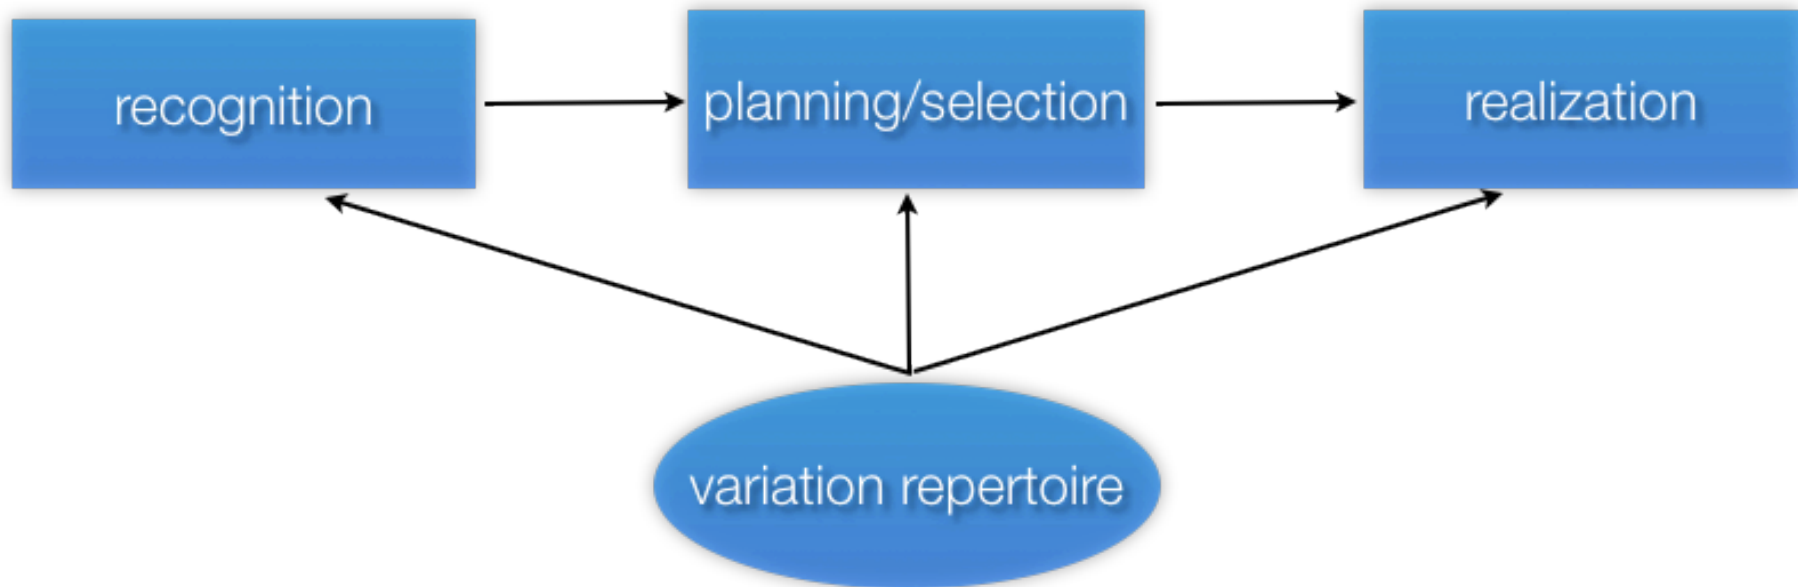 recognition
planning/selection
realization
variation repertoire